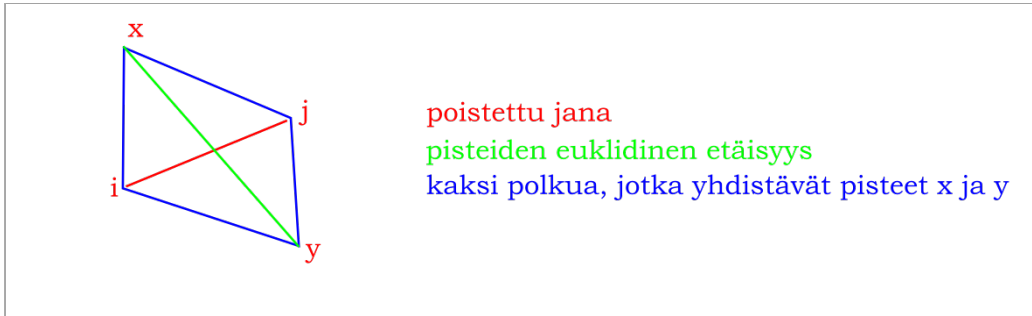 x
j
poistettu jana
pisteiden euklidinen etäisyys
i
kaksi polkua, jotka yhdistävät pisteet x ja y
y